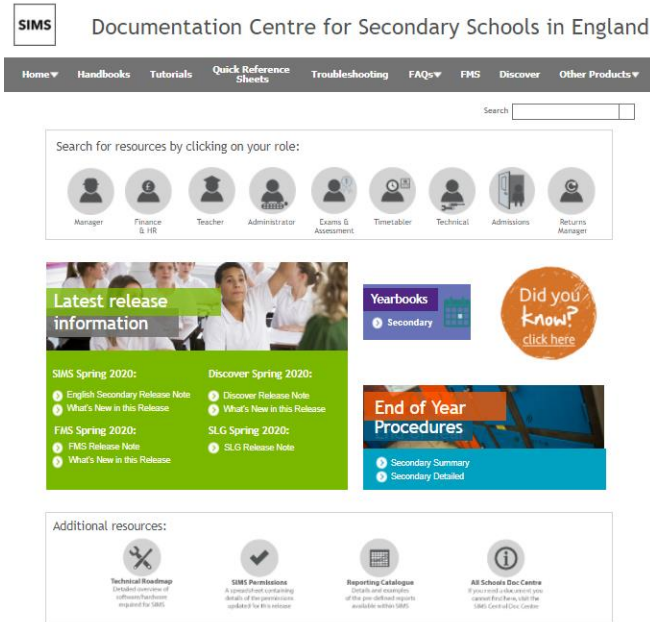 SIMS
Documentation Centre for Secondary Schools in England
Home▼ Handbooks Tutorials Quick Reference Sheets Troubleshooting FAQs▼ FMS Discover Other Products▼
Search
Search for resources by clicking on your role:
Manager
Finance & HR
Teacher
Administrator
Exams & Assessment
Timetabler
Technical
Admissions
Returns Manager
Latest release
information
SIMS Spring 2020:
English Secondary Release Note
What's New in this Release
FMS Spring 2020:
FMS Release Note
What's New in this Release
Discover Spring 2020:
Discover Release Note
What's New in this Release
SLG Spring 2020:
SLG Release Note
Yearbooks
Secondary
Did you
know?
click here
End of Year
Procedures
Secondary Summary
Secondary Detailed
Additional resources:
Technical Roadmap
Detailed overview of
software/hardware
required for SIMS
SIMS Permissions
A spreadsheet containing
details of the permissions
updated for this release
Reporting Catalogue
Details and examples
of the pre-defined reports
available within SIMS
All Schools Doc Centre
If you need a document you
cannot find here, visit the
SIMS Central Doc Centre